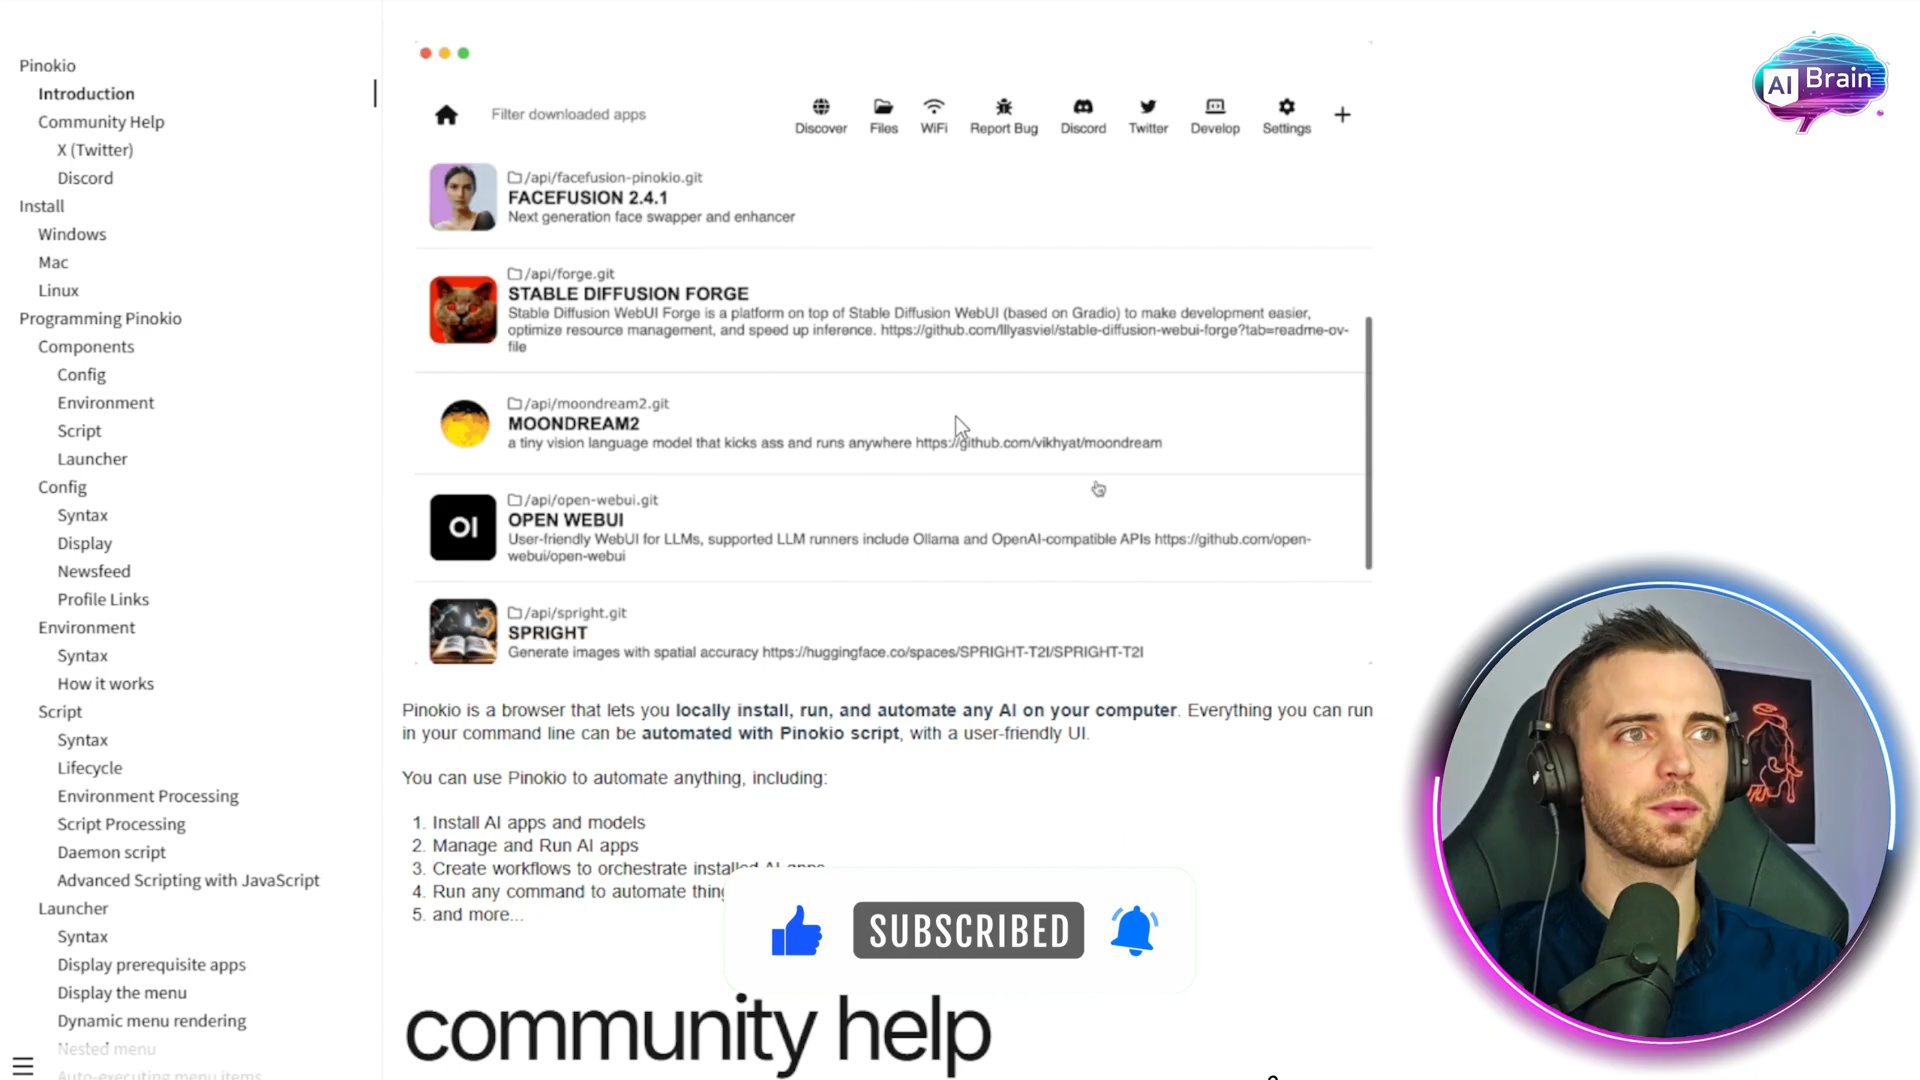 Pinokio
Introduction
Community Help
X (Twitter)
Discord
Install
Windows
Mac
Linux
Programming Pinokio
Components
Config
Environment
Script
Launcher
Config
Syntax
Display
Newsfeed
Profile Links
Environment
Syntax
How it works
Script
Syntax
Lifecycle
Environment Processing
Script Processing
Daemon script
Advanced Scripting with JavaScript
Launcher
Syntax
Display prerequisite apps
Display the menu
Dynamic menu rendering
Nested menu
Auto-executing menu items
Filter downloaded apps
Discover
Files
WiFi
Report Bug
Discord
Twitter
Develop
Settings
/api/facefusion-pinokio.git
FACEFUSION 2.4.1
Next generation face swapper and enhancer
/api/forge.git
STABLE DIFFUSION FORGE
Stable Diffusion WebUI Forge is a platform on top of Stable Diffusion WebUI (based on Gradio) to make development easier,
optimize resource management, and speed up inference. https://github.com/lllyasviel/stable-diffusion-webui-forge?tab=readme-ov-
file
/api/moondream2.git
MOONDREAM2
a tiny vision language model that kicks ass and runs anywhere https://github.com/vikhyat/moondream
OI
/api/open-webui.git
OPEN WEBUI
User-friendly WebUI for LLMs, supported LLM runners include Ollama and OpenAI-compatible APIs https://github.com/open-
webui/open-webui
/api/spright.git
SPRIGHT
Generate images with spatial accuracy https://huggingface.co/spaces/SPRIGHT-T2I/SPRIGHT-T2I
Pinokio is a browser that lets you locally install, run, and automate any AI on your computer. Everything you can run
in your command line can be automated with Pinokio script, with a user-friendly UI.
You can use Pinokio to automate anything, including:
1. Install AI apps and models
2. Manage and Run AI apps
3. Create workflows to orchestrate installed AI apps
4. Run any command to automate
5. and more...
SUBSCRIBED
community help
AI Brain